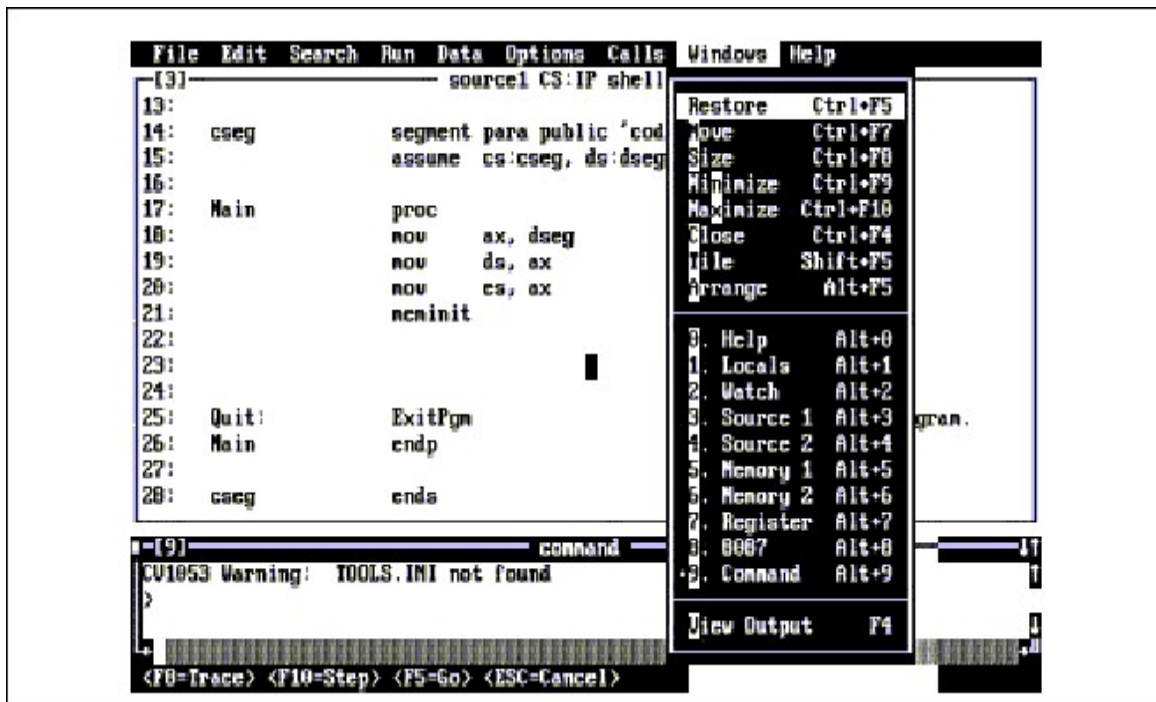 File Edit Search Run Data Options Calls Windows Help
[3] source1 CS:IP shell
13:
14: cseg segment para public 'cod
15: assume cs:cseg, ds:dseg
16:
17: Main proc
18: mov ax, dseg
19: mov ds, ax
20: mov es, ax
21: meminit
22:
23:
24:
25: Quit: ExitPgm gram.
26: Main endp
27:
28: cseg ends
Restore Ctrl+F5
Move Ctrl+F7
Size Ctrl+F8
Minimize Ctrl+F9
Maximize Ctrl+F10
Close Ctrl+F4
Tile Shift+F5
Arrange Alt+F5
0. Help Alt+0
1. Locals Alt+1
2. Watch Alt+2
3. Source 1 Alt+3
4. Source 2 Alt+4
5. Memory 1 Alt+5
6. Memory 2 Alt+6
7. Register Alt+7
8. 8087 Alt+8
9. Command Alt+9
View Output F4
[9] command
CV1053 Warning: TOOLS.INI not found
>
<F8=Trace> <F10=Step> <F5=Go> <ESC=Cancel>